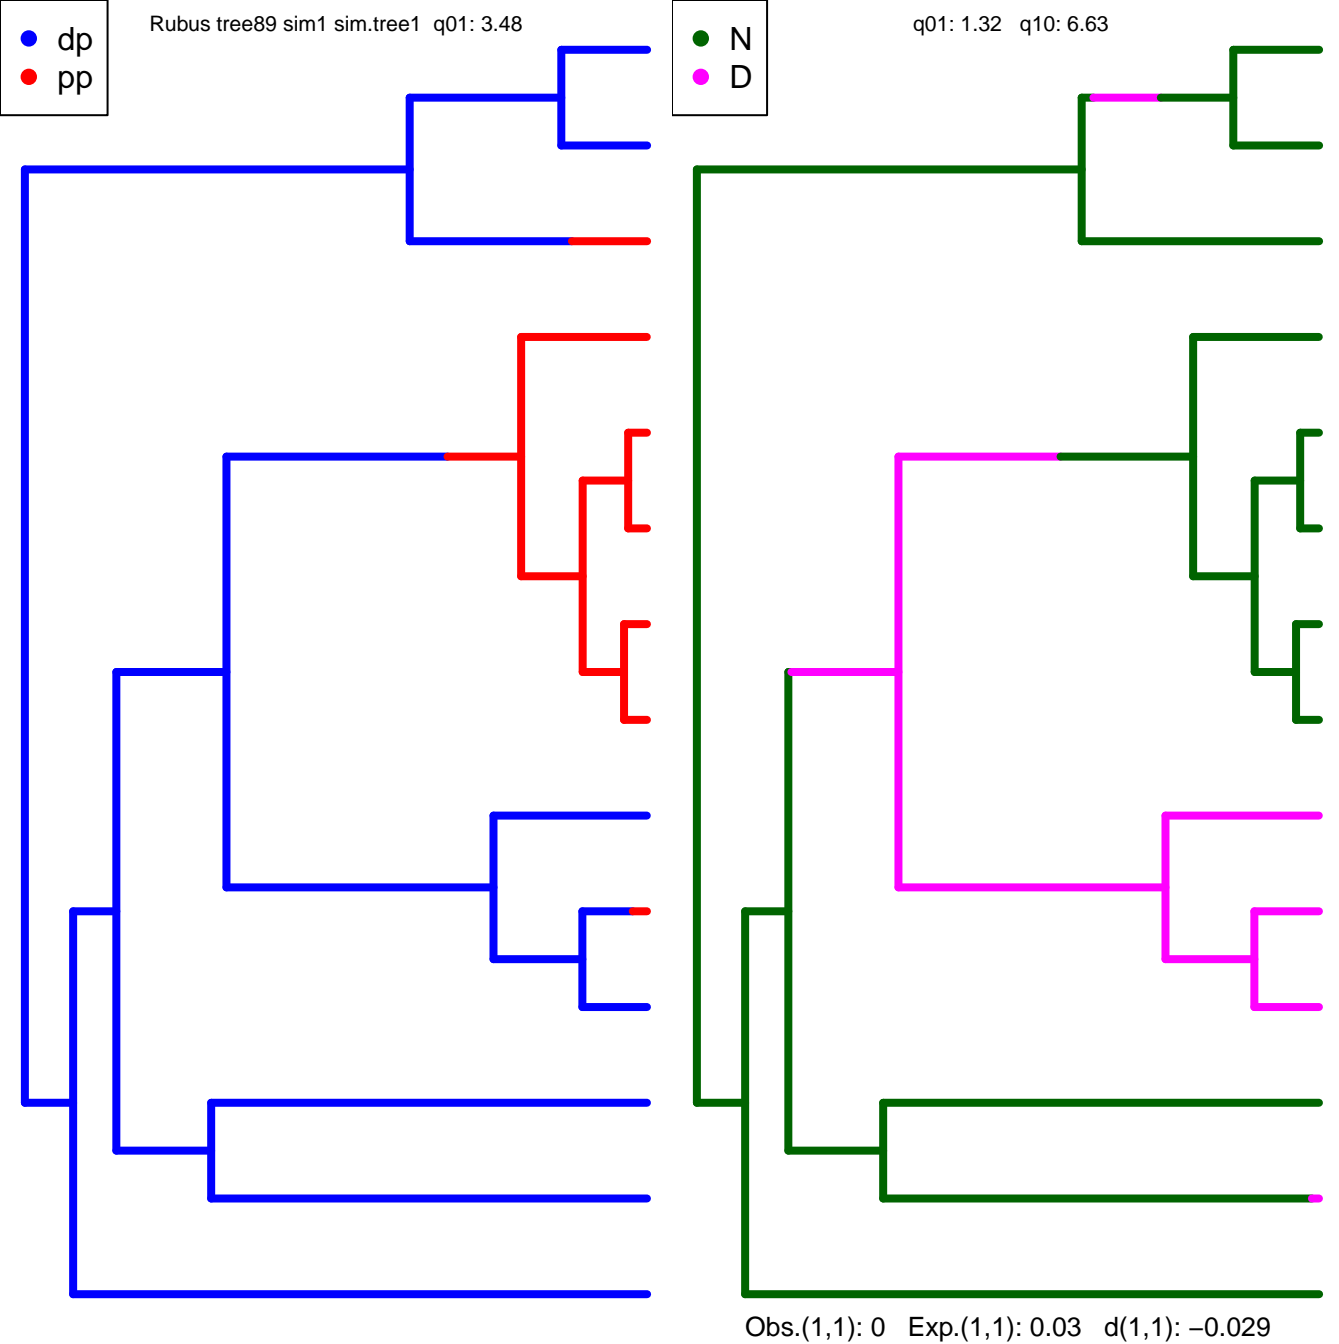 dp
pp
Rubus tree89 sim1 sim.tree1 q01: 3.48
N
D
q01: 1.32 q10: 6.63
Obs.(1,1): 0 Exp.(1,1): 0.03 d(1,1): −0.029